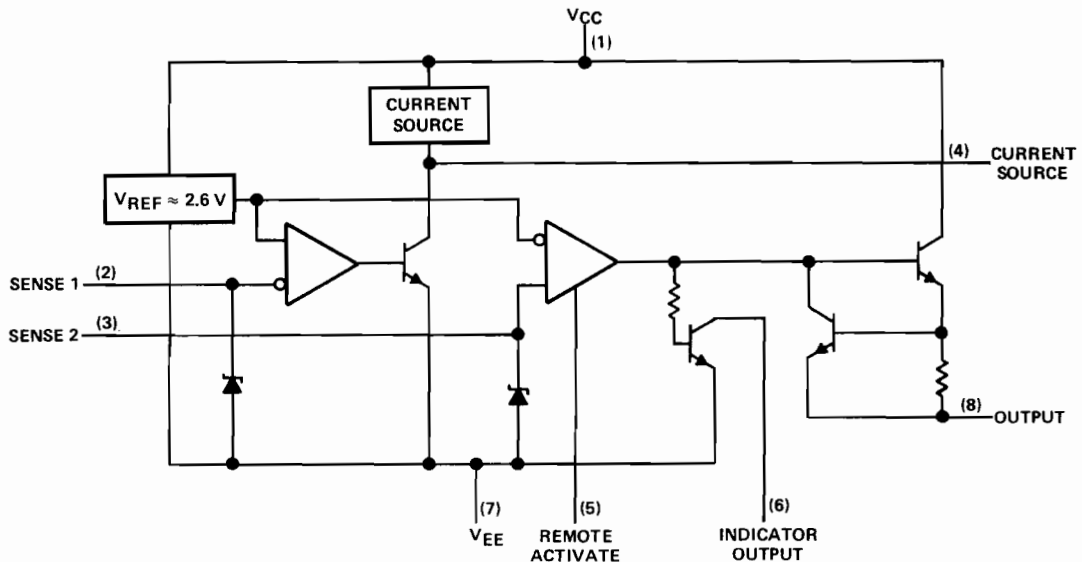 VCC
(1)
CURRENT
SOURCE
(4)
CURRENT
SOURCE
VREF ≈ 2.6 V
SENSE 1
(2)
SENSE 2
(3)
(8)
OUTPUT
(7)
VEE
(5)
REMOTE
ACTIVATE
(6)
INDICATOR
OUTPUT